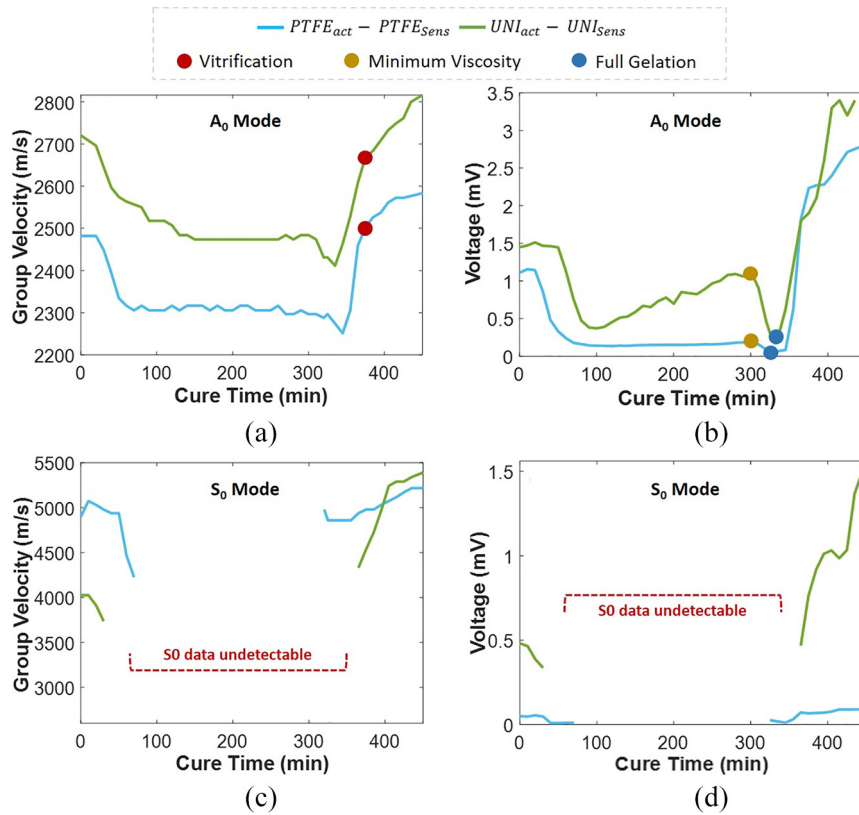 PTFEact − PTFESens UNIact − UNISens
Vitrification Minimum Viscosity Full Gelation
A0 Mode
Group Velocity (m/s)
2800
2700
2600
2500
2400
2300
2200
0 100 200 300 400
Cure Time (min)
(a)
A0 Mode
Voltage (mV)
3.5
3
2.5
2
1.5
1
0.5
0
0 100 200 300 400
Cure Time (min)
(b)
S0 Mode
Group Velocity (m/s)
5500
5000
4500
4000
3500
3000
S0 data undetectable
0 100 200 300 400
Cure Time (min)
(c)
S0 Mode
Voltage (mV)
1.5
1
0.5
0
S0 data undetectable
0 100 200 300 400
Cure Time (min)
(d)